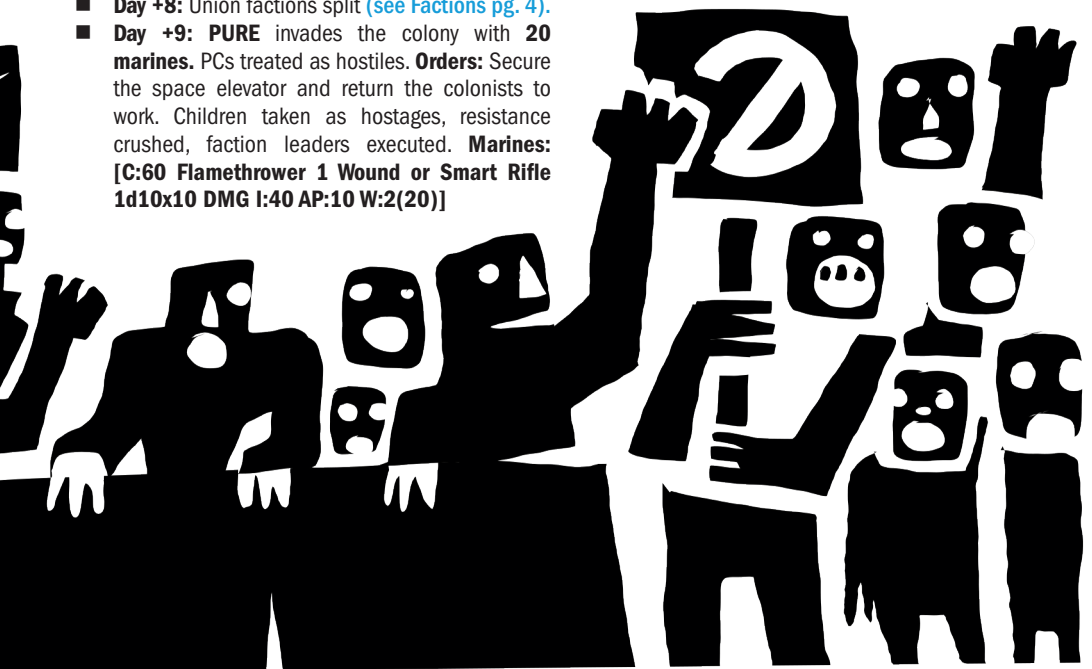 ■ Day +8: Union factions split (see Factions pg. 4).
■ Day +9: PURE invades the colony with 20
marines. PCs treated as hostiles. Orders: Secure
the space elevator and return the colonists to
work. Children taken as hostages, resistance
crushed, faction leaders executed. Marines:
[C:60 Flamethrower 1 Wound or Smart Rifle
1d10x10 DMG I:40 AP:10 W:2(20)]